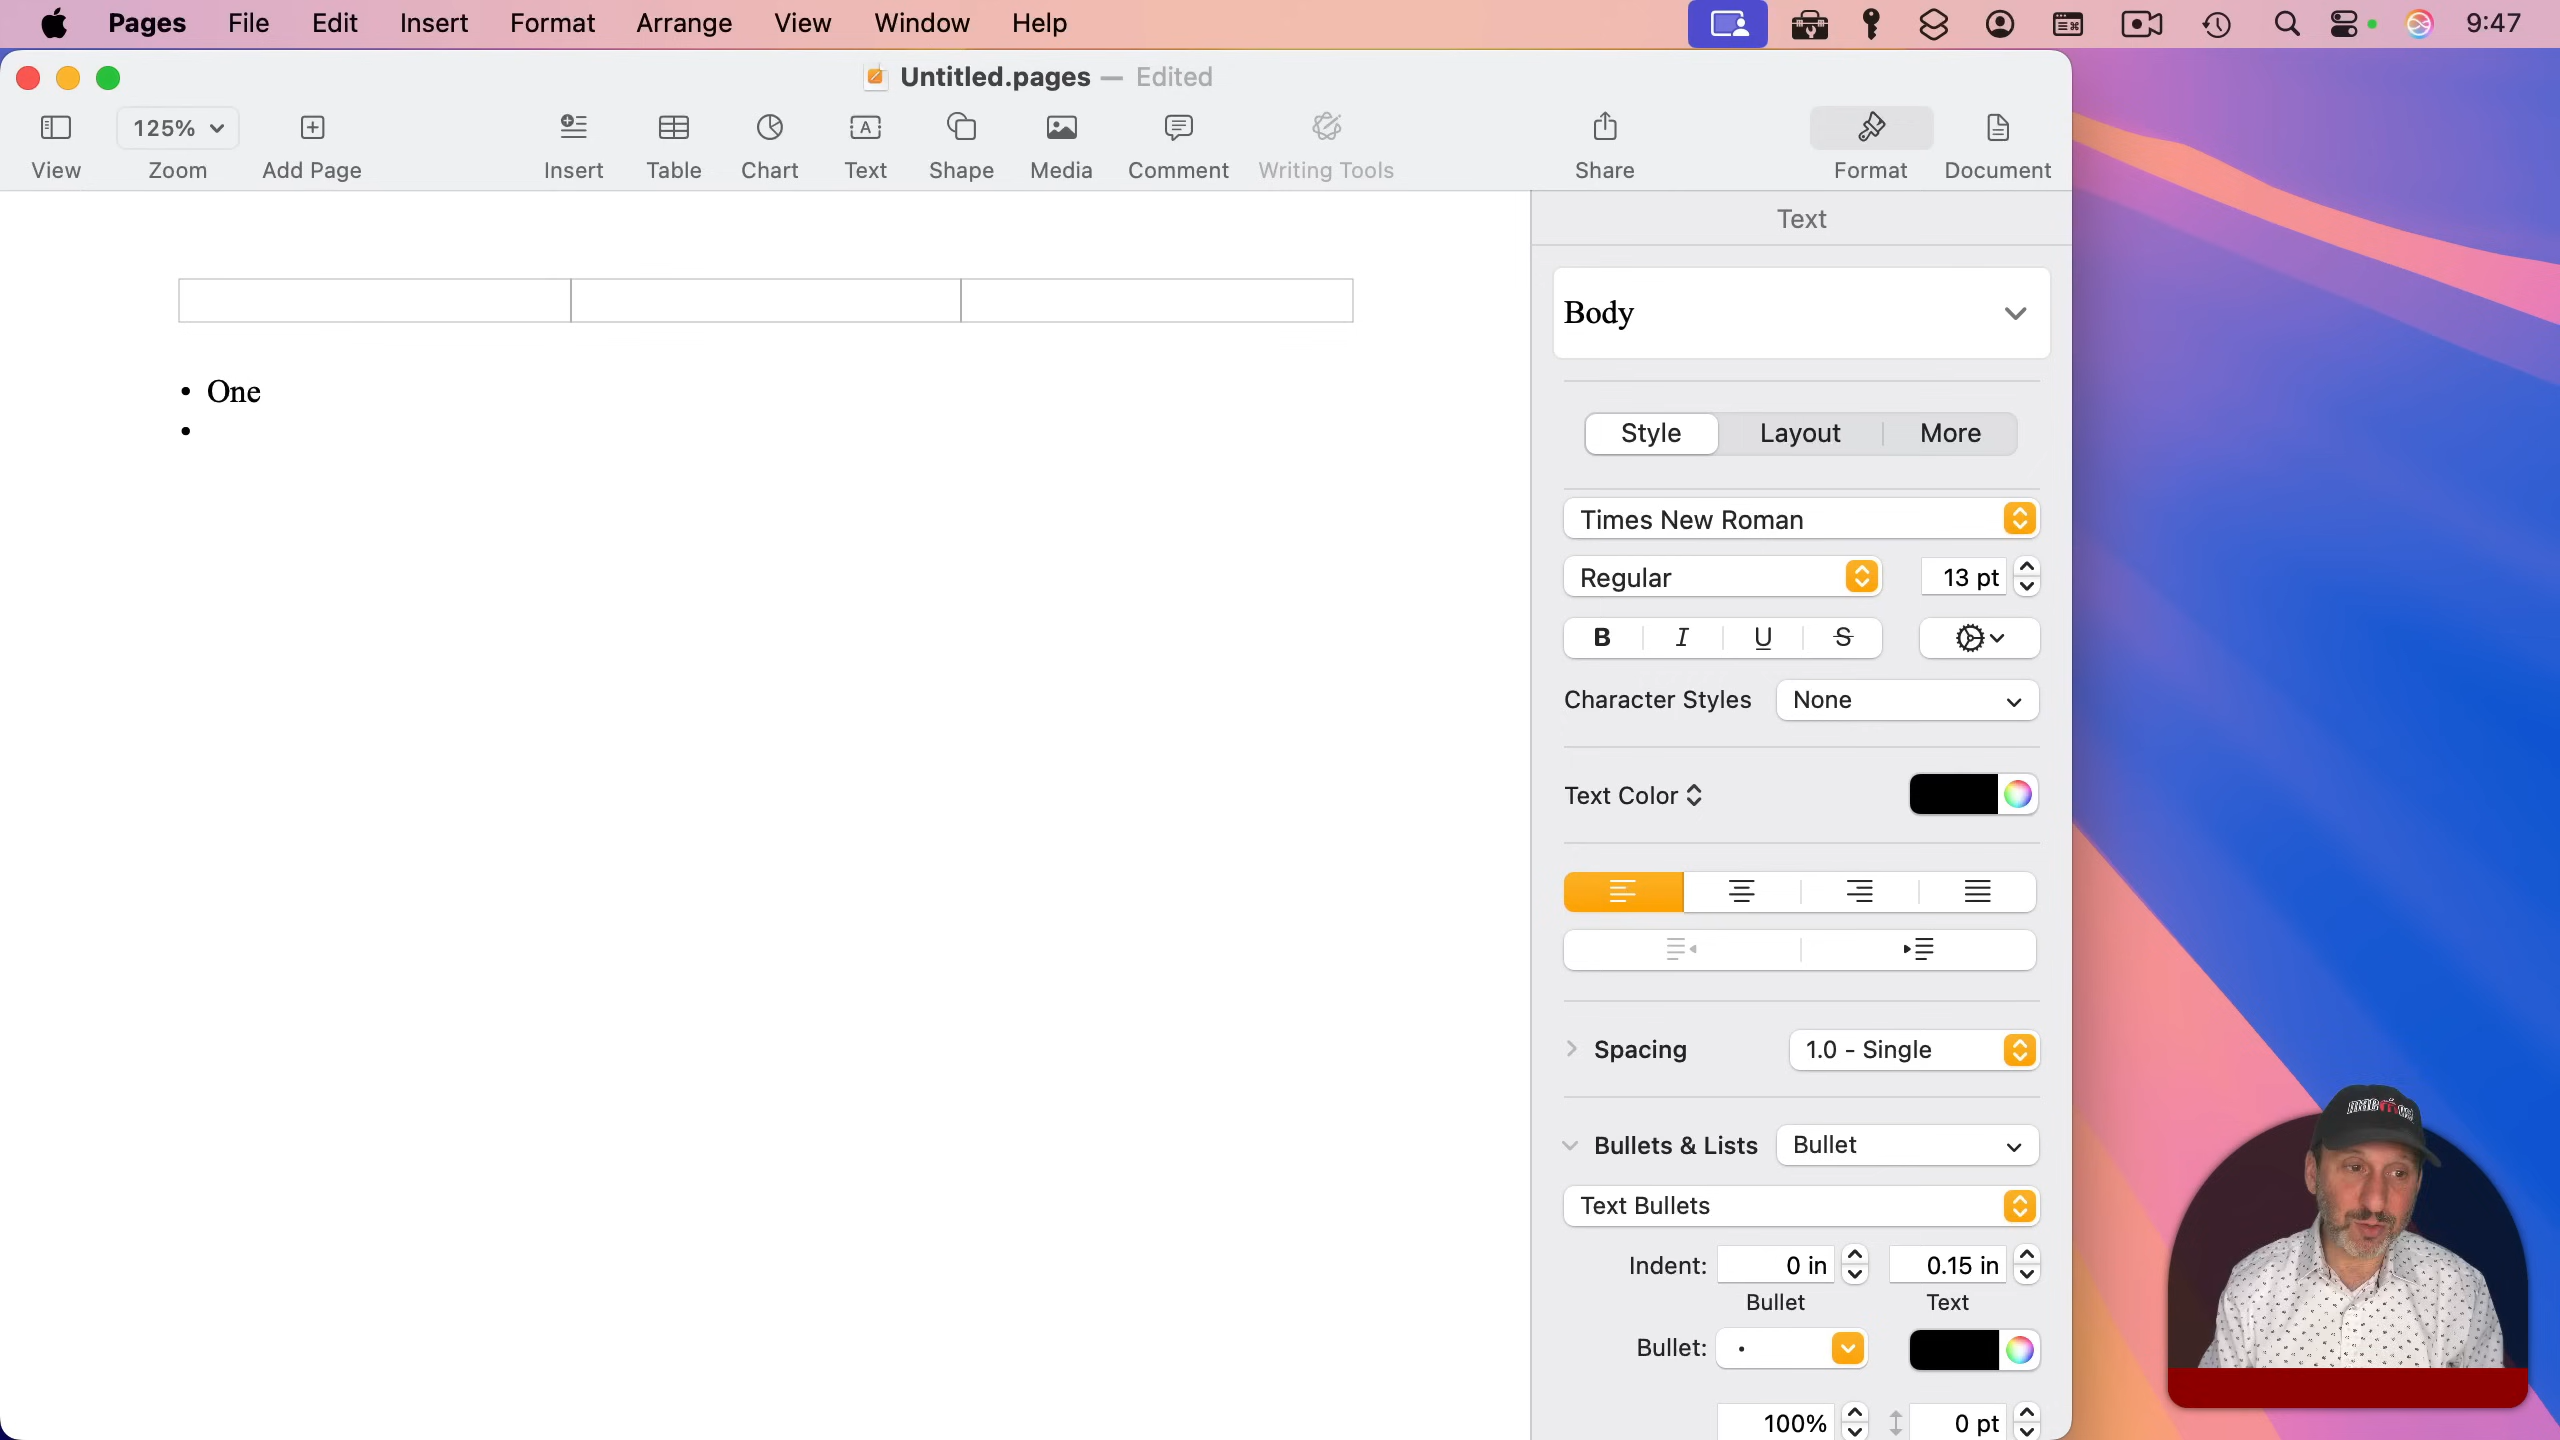 Pages File Edit Insert Format Arrange View Window Help 9:47
Untitled.pages — Edited
125%
View Zoom Add Page Insert Table Chart Text Shape Media Comment Writing Tools Share Format Document
Text
Body
• One
•
Style Layout More
Times New Roman
Regular 13 pt
B I U S
Character Styles None
Text Color
Spacing 1.0 - Single
Bullets & Lists Bullet
Text Bullets
Indent: 0 in 0.15 in
Bullet Text
Bullet: •
100% 0 pt